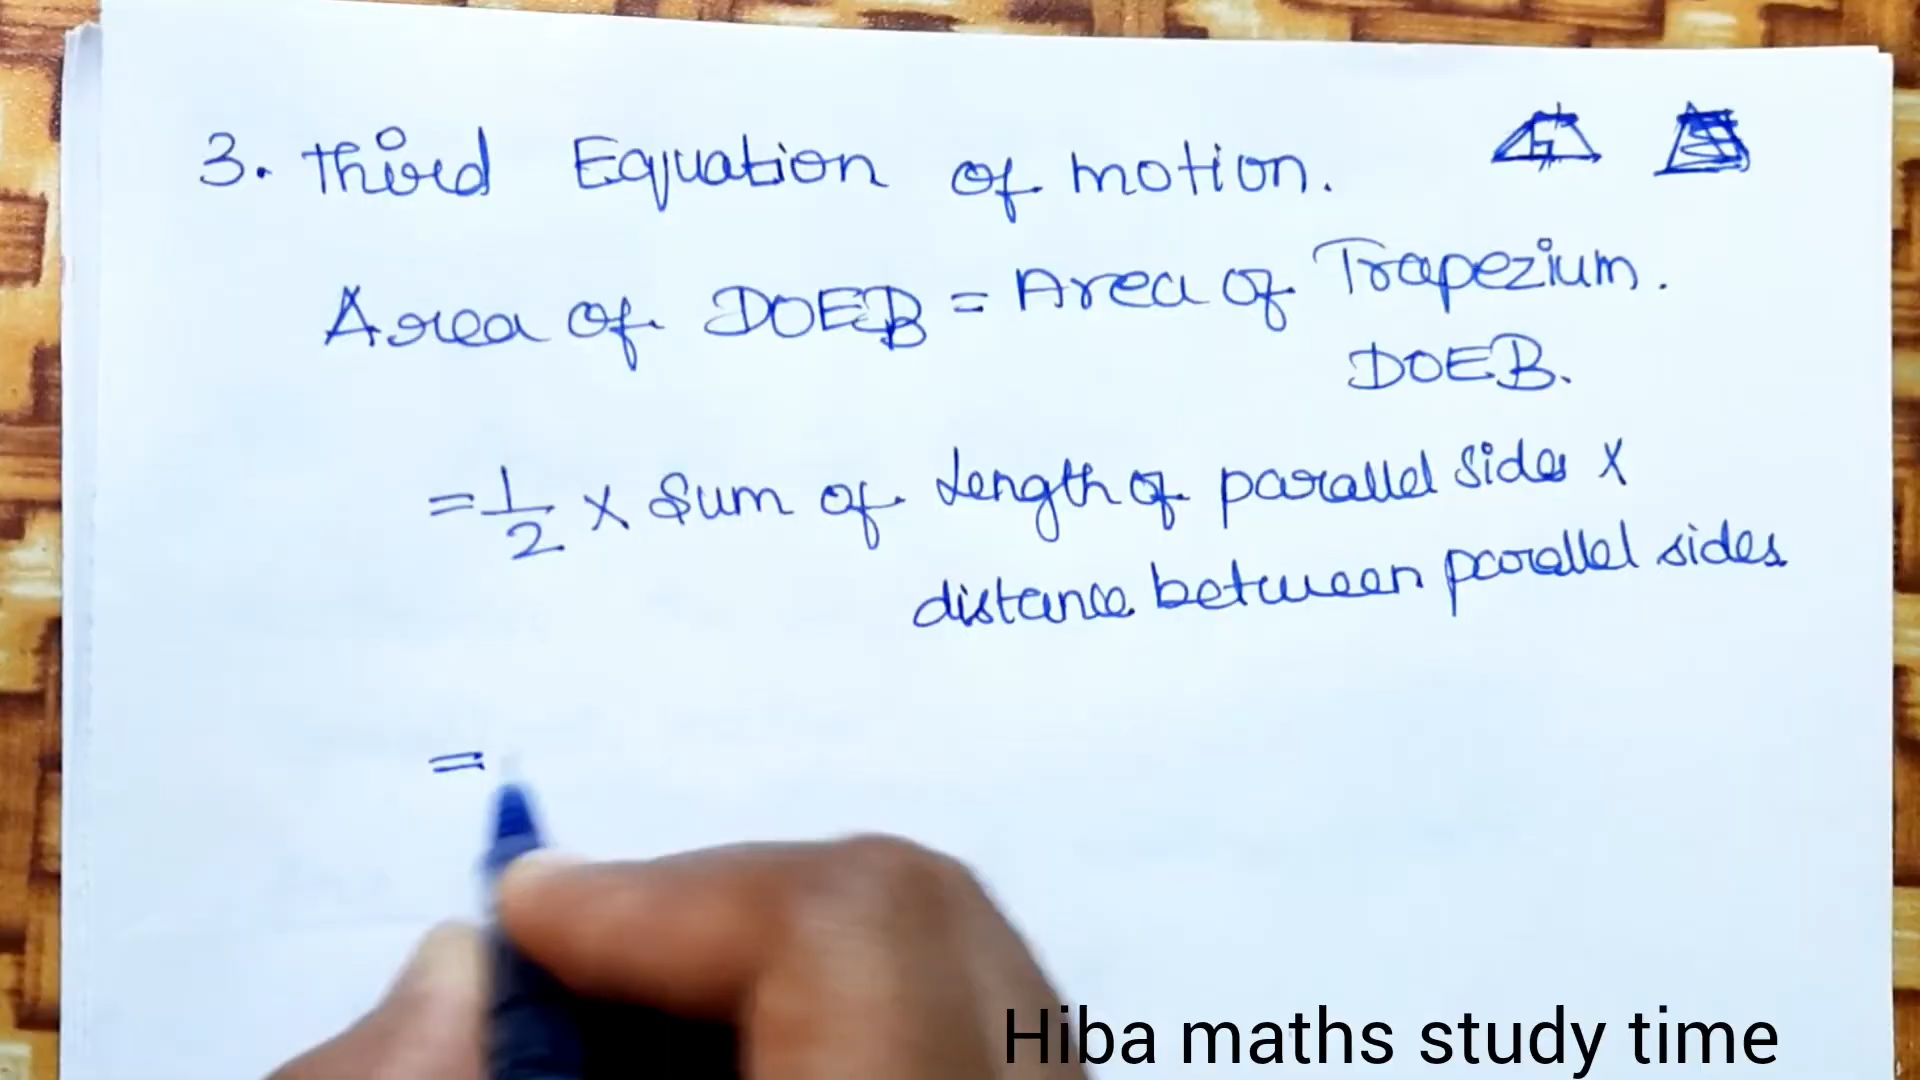 3. Third Equation of motion.
Area of DOEB = Area of Trapezium.
DOEB.
= 1/2 × Sum of Length of parallel sides ×
distance between parallel sides
=
Hiba maths study time